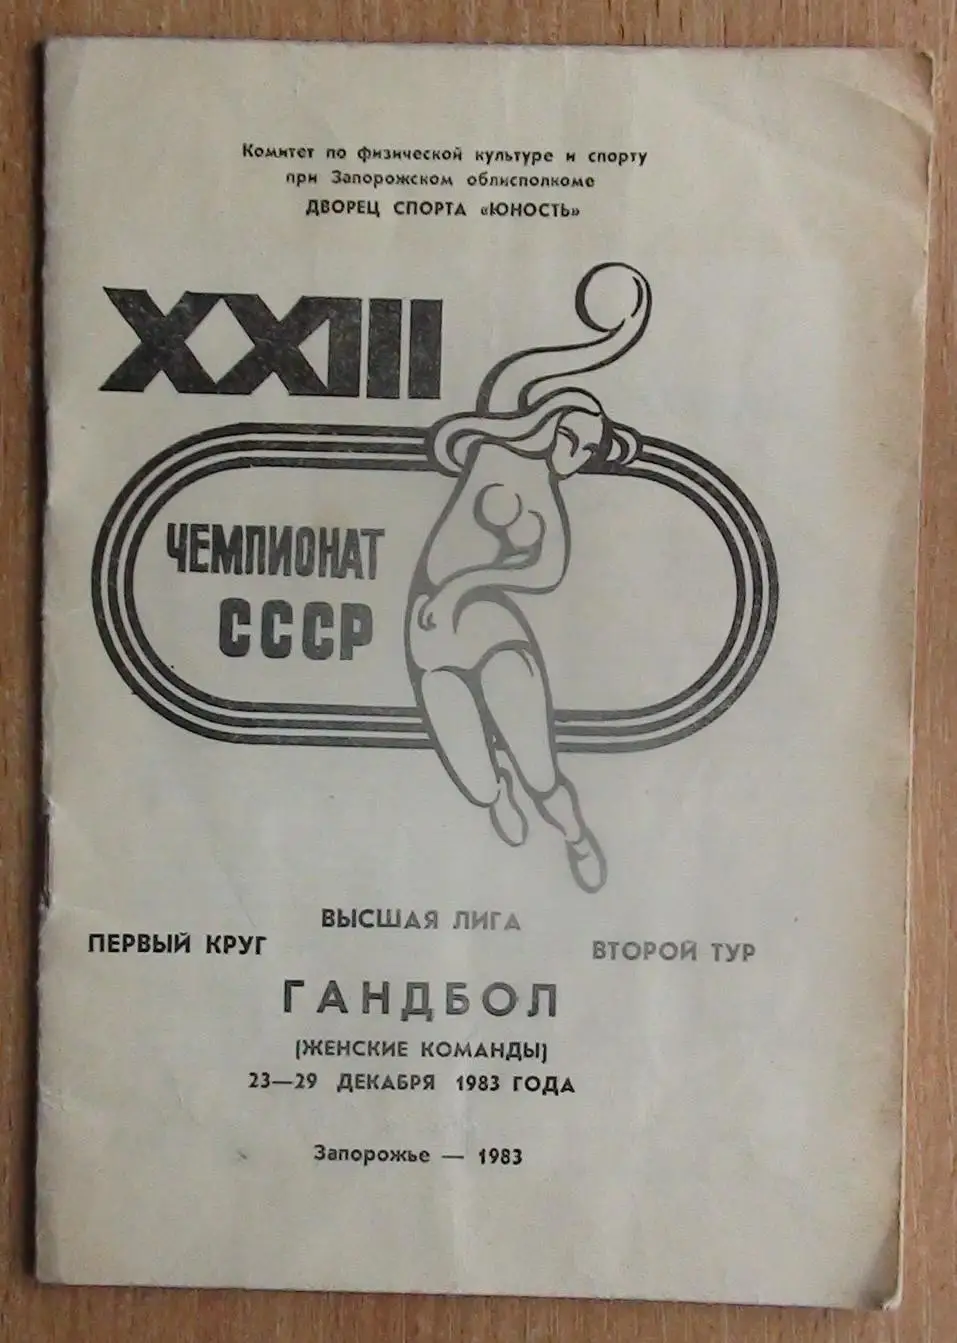 Комитет по физической культуре и спорту
при Запорожском облисполкоме
ДВОРЕЦ СПОРТА «ЮНОСТЬ»
XXIII
ЧЕМПИОНАТ
СССР
ВЫСШАЯ ЛИГА
ПЕРВЫЙ КРУГ
ВТОРОЙ ТУР
ГАНДБОЛ
(ЖЕНСКИЕ КОМАНДЫ)
23—29 ДЕКАБРЯ 1983 ГОДА
Запорожье — 1983